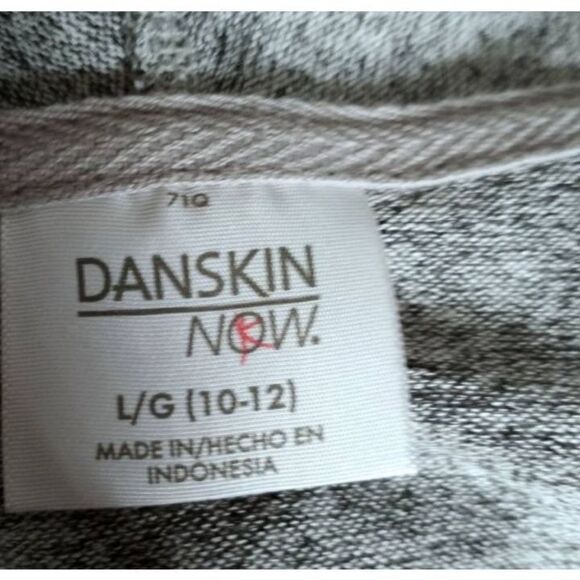 71Q
DANSKIN
NOW.
L/G (10-12)
MADE IN/HECHO EN
INDONESIA